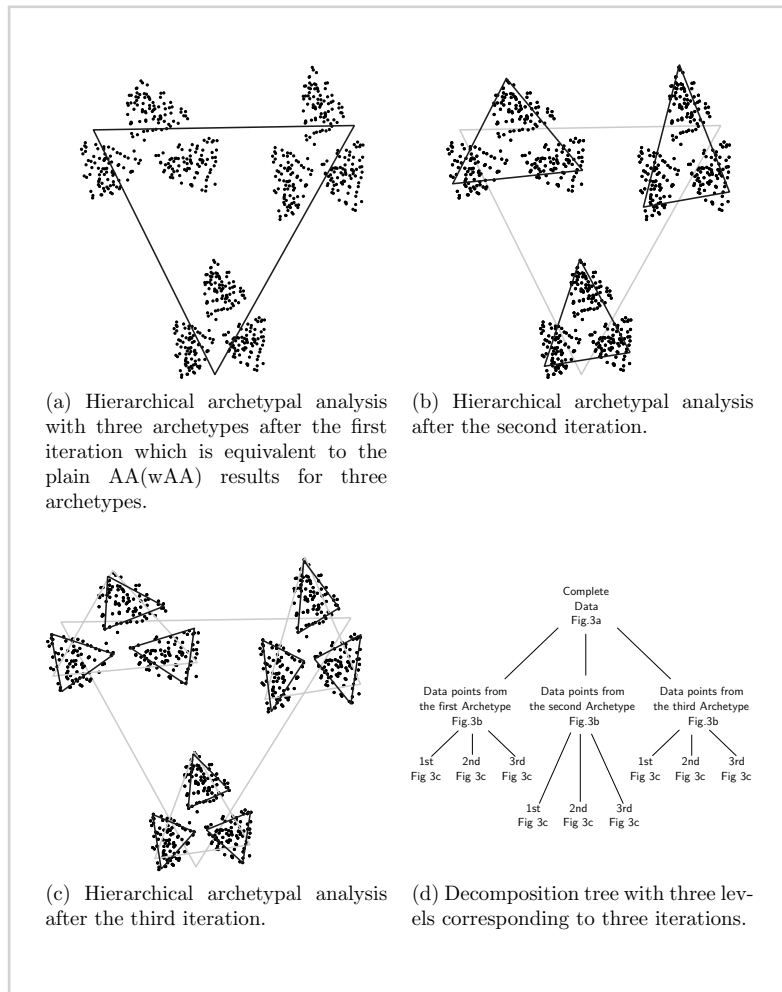 (a) Hierarchical archetypal analysis
with three archetypes after the first
iteration which is equivalent to the
plain AA(wAA) results for three
archetypes.
(b) Hierarchical archetypal analysis
after the second iteration.
(c) Hierarchical archetypal analysis
after the third iteration.
Complete
Data
Fig.3a
Data points from
the first Archetype
Fig.3b
Data points from
the second Archetype
Fig.3b
Data points from
the third Archetype
Fig.3b
1st
Fig 3c
2nd
Fig 3c
3rd
Fig 3c
1st
Fig 3c
2nd
Fig 3c
3rd
Fig 3c
1st
Fig 3c
2nd
Fig 3c
3rd
Fig 3c
(d) Decomposition tree with three lev-
els corresponding to three iterations.